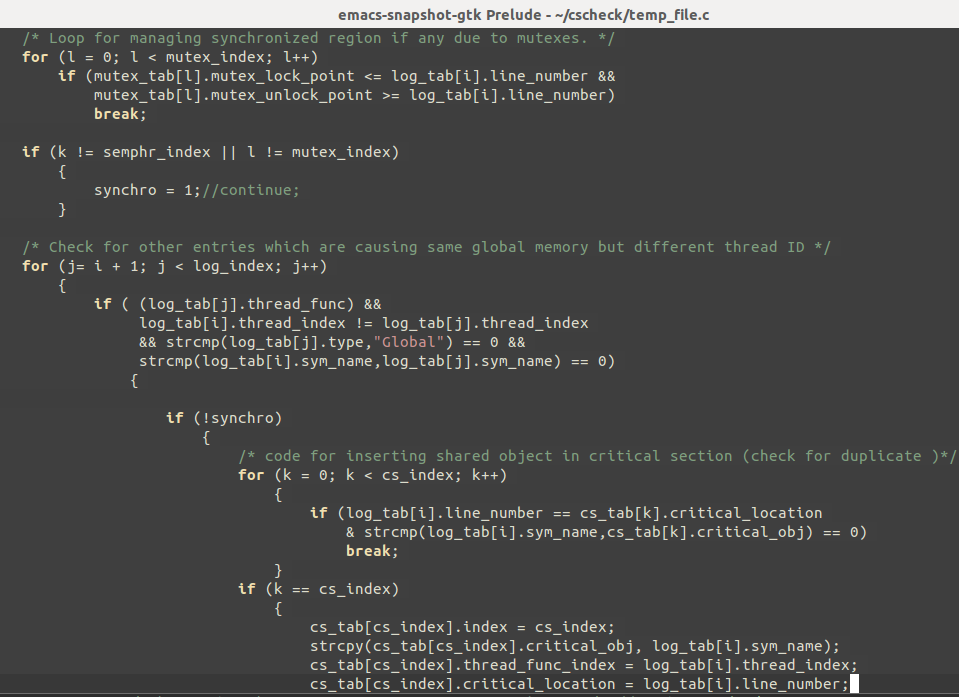 emacs-snapshot-gtk Prelude - ~/cscheck/temp_file.c
/* Loop for managing synchronized region if any due to mutexes. */
for (l = 0; l < mutex_index; l++)
    if (mutex_tab[l].mutex_lock_point <= log_tab[i].line_number &&
        mutex_tab[l].mutex_unlock_point >= log_tab[i].line_number)
        break;

if (k != semphr_index || l != mutex_index)
    {
        synchro = 1;//continue;
    }

/* Check for other entries which are causing same global memory but different thread ID */
for (j= i + 1; j < log_index; j++)
    {
        if ( (log_tab[j].thread_func) &&
             log_tab[i].thread_index != log_tab[j].thread_index
             && strcmp(log_tab[j].type,"Global") == 0 &&
             strcmp(log_tab[i].sym_name,log_tab[j].sym_name) == 0)
            {

                if (!synchro)
                    {
                        /* code for inserting shared object in critical section (check for duplicate )*/
                        for (k = 0; k < cs_index; k++)
                            {
                                if (log_tab[i].line_number == cs_tab[k].critical_location
                                    & strcmp(log_tab[i].sym_name,cs_tab[k].critical_obj) == 0)
                                    break;
                            }
                        if (k == cs_index)
                            {
                                cs_tab[cs_index].index = cs_index;
                                strcpy(cs_tab[cs_index].critical_obj, log_tab[i].sym_name);
                                cs_tab[cs_index].thread_func_index = log_tab[i].thread_index;
                                cs_tab[cs_index].critical_location = log_tab[i].line_number;